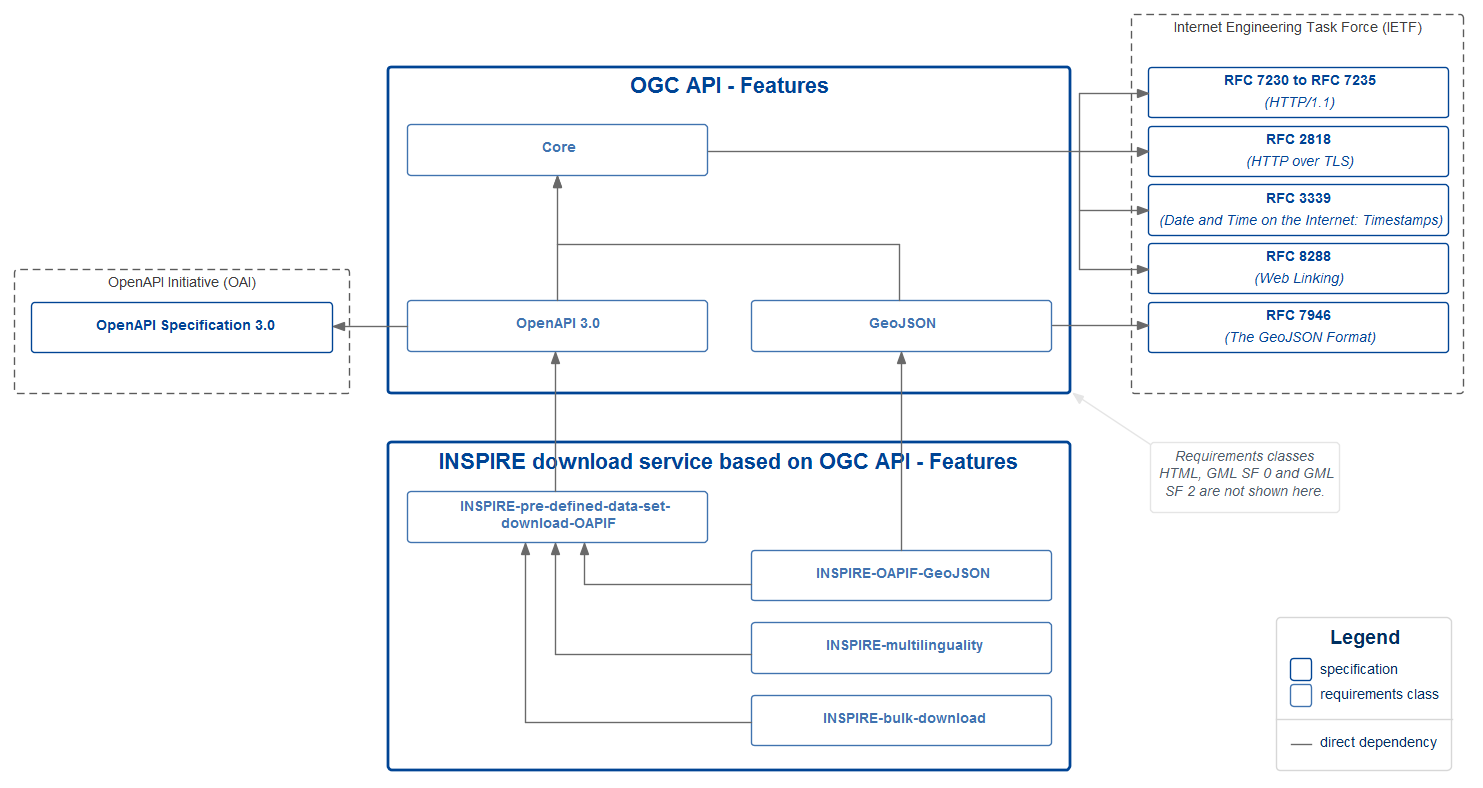 Internet Engineering Task Force (IETF)
OGC API - Features
RFC 7230 to RFC 7235
(HTTP/1.1)
Core
RFC 2818
(HTTP over TLS)
RFC 3339
(Date and Time on the Internet: Timestamps)
RFC 8288
(Web Linking)
OpenAPI Initiative (OAI)
OpenAPI Specification 3.0
OpenAPI 3.0
GeoJSON
RFC 7946
(The GeoJSON Format)
INSPIRE download service based on OGC API - Features
Requirements classes
HTML, GML SF 0 and GML
SF 2 are not shown here.
INSPIRE-pre-defined-data-set-
download-OAPIF
INSPIRE-OAPIF-GeoJSON
INSPIRE-multilinguality
INSPIRE-bulk-download
Legend
specification
requirements class
direct dependency